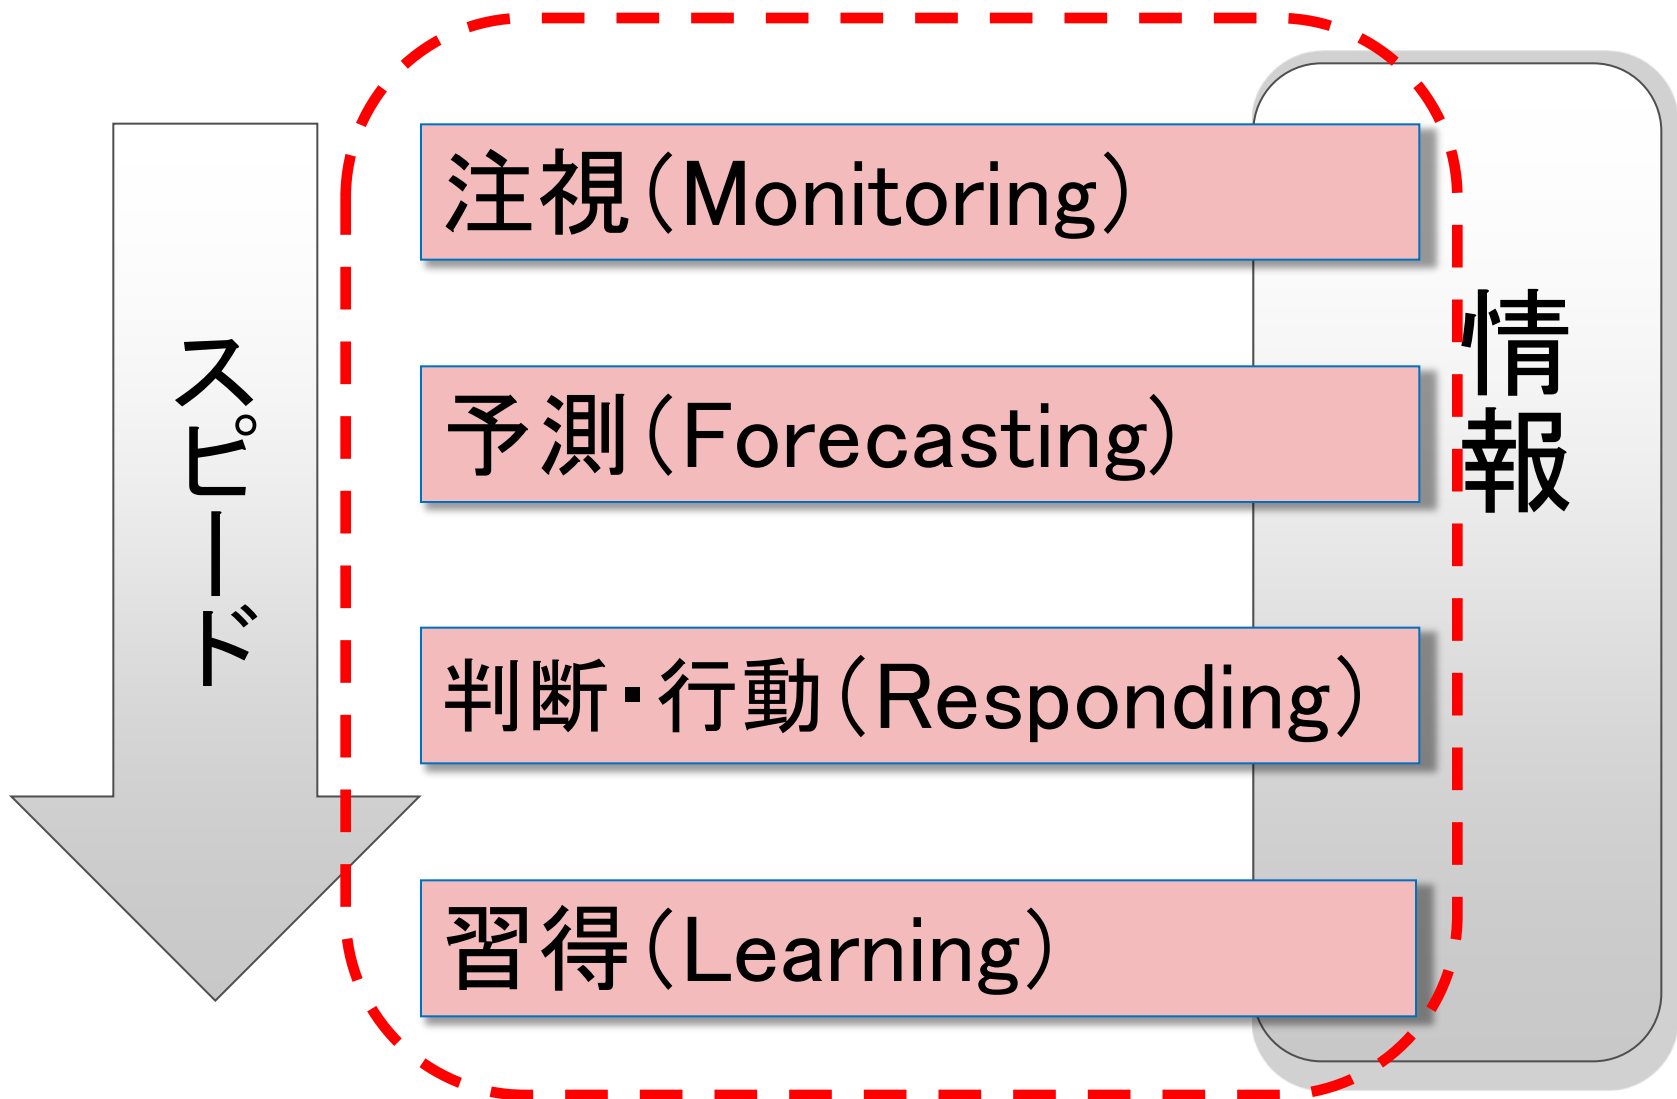 スピード
注視（Monitoring）
予測（Forecasting）
判断・行動（Responding）
習得（Learning）
情報